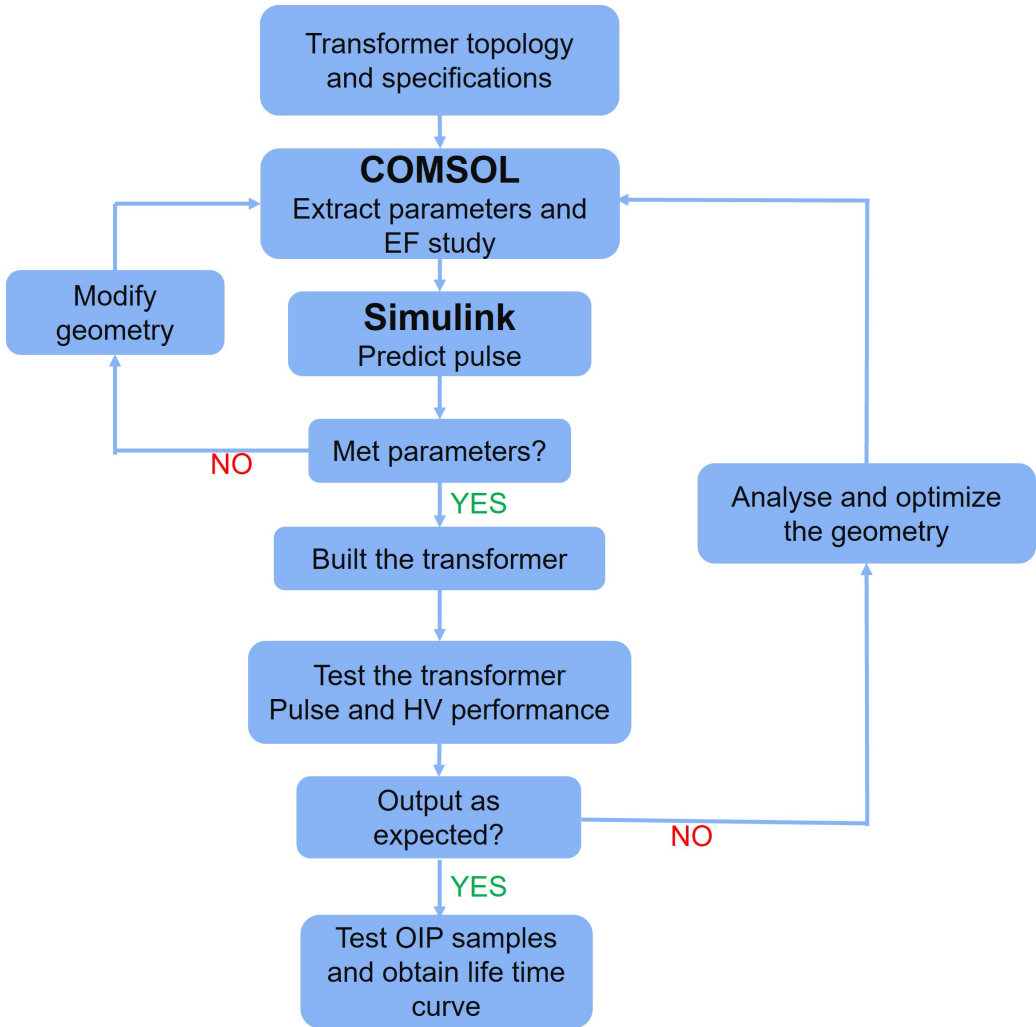 Transformer topology
and specifications
COMSOL
Extract parameters and
EF study
Modify
geometry
Simulink
Predict pulse
Met parameters?
NO
YES
Analyse and optimize
the geometry
Built the transformer
Test the transformer
Pulse and HV performance
Output as
expected?
NO
YES
Test OIP samples
and obtain life time
curve